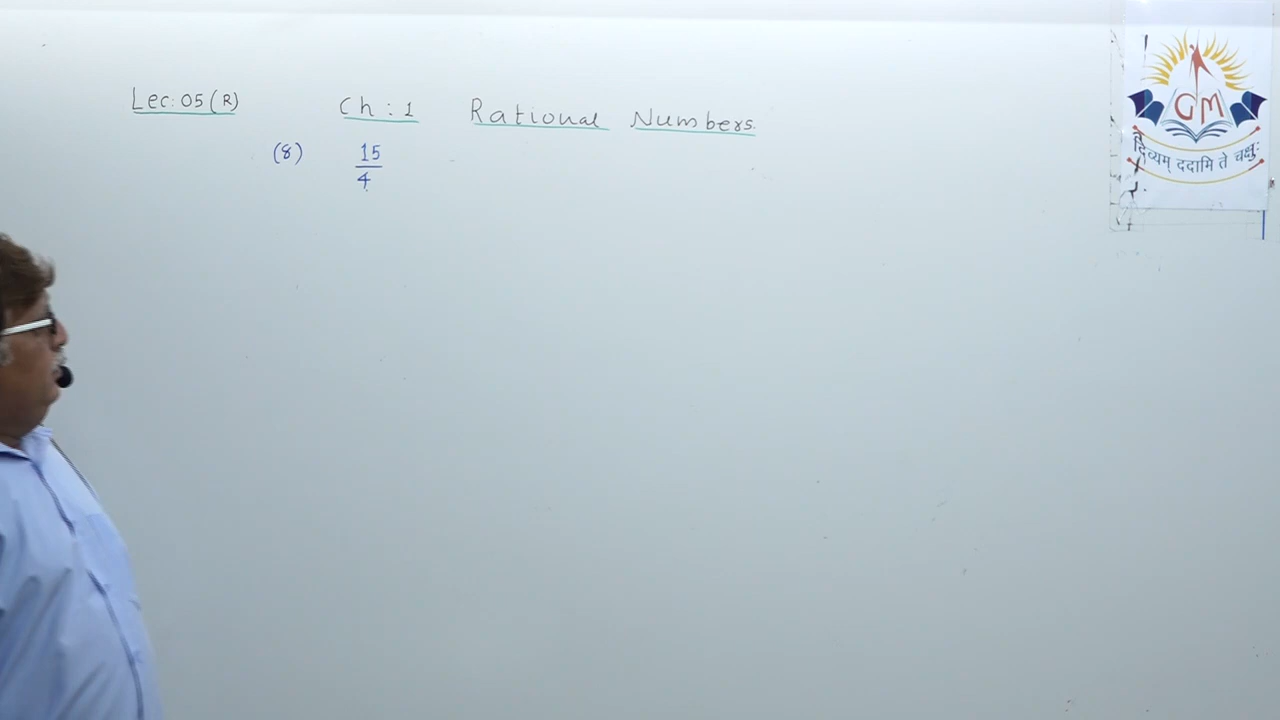 Lec: 05 (R) Ch: 1 Rational Numbers.
(8) 15/4
GM
दिव्यम् ददामि ते चक्षुः